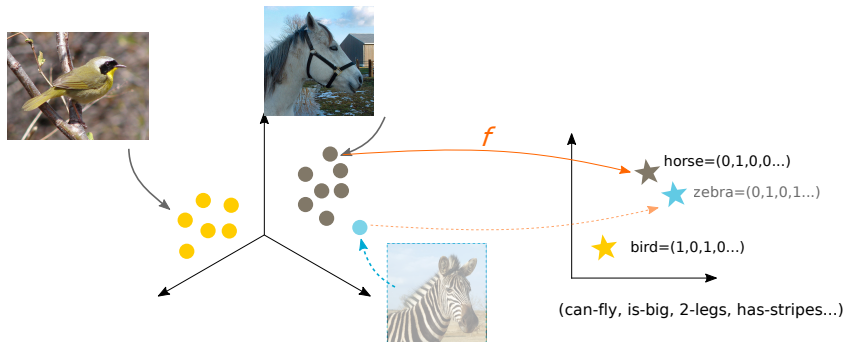 f
horse=(0,1,0,0...)
zebra=(0,1,0,1...)
bird=(1,0,1,0...)
(can-fly, is-big, 2-legs, has-stripes...)